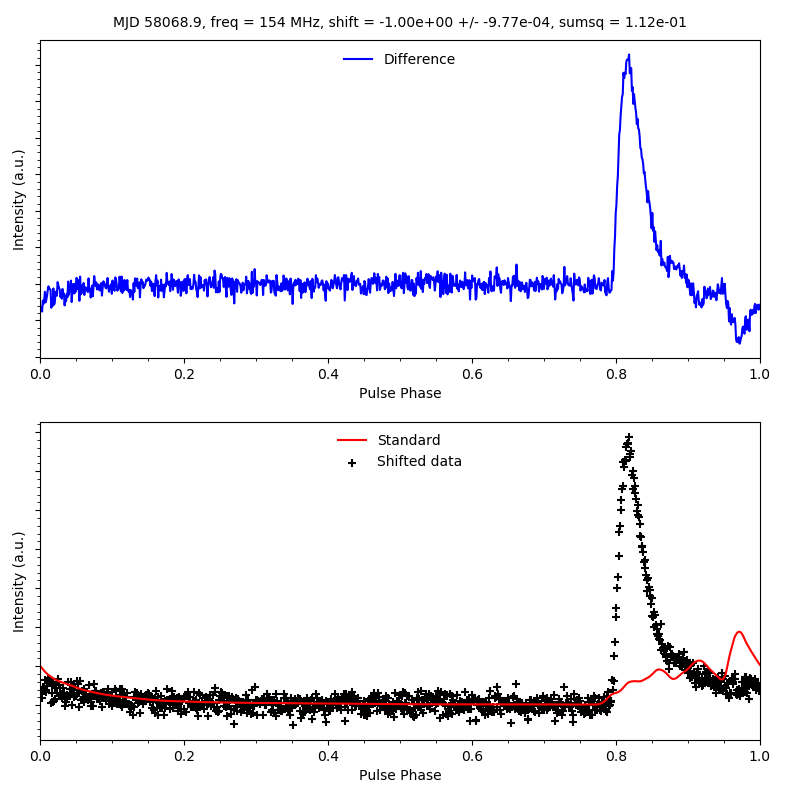 MJD 58068.9, freq = 154 MHz, shift = -1.00e+00 +/- -9.77e-04, sumsq = 1.12e-01
Difference
Intensity (a.u.)
0.0 0.2 0.4 0.6 0.8 1.0
Pulse Phase
Standard
Shifted data
Intensity (a.u.)
0.0 0.2 0.4 0.6 0.8 1.0
Pulse Phase